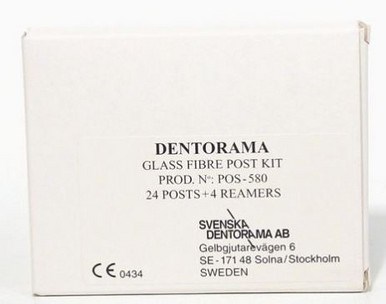 DENTORAMA
GLASS FIBRE POST KIT
PROD. Nº: POS-580
24 POSTS+4 REAMERS
SVENSKA
DENTORAMA AB
Gelbgjutarevägen 6
SE-171 48 Solna/Stockholm
SWEDEN
CE 0434